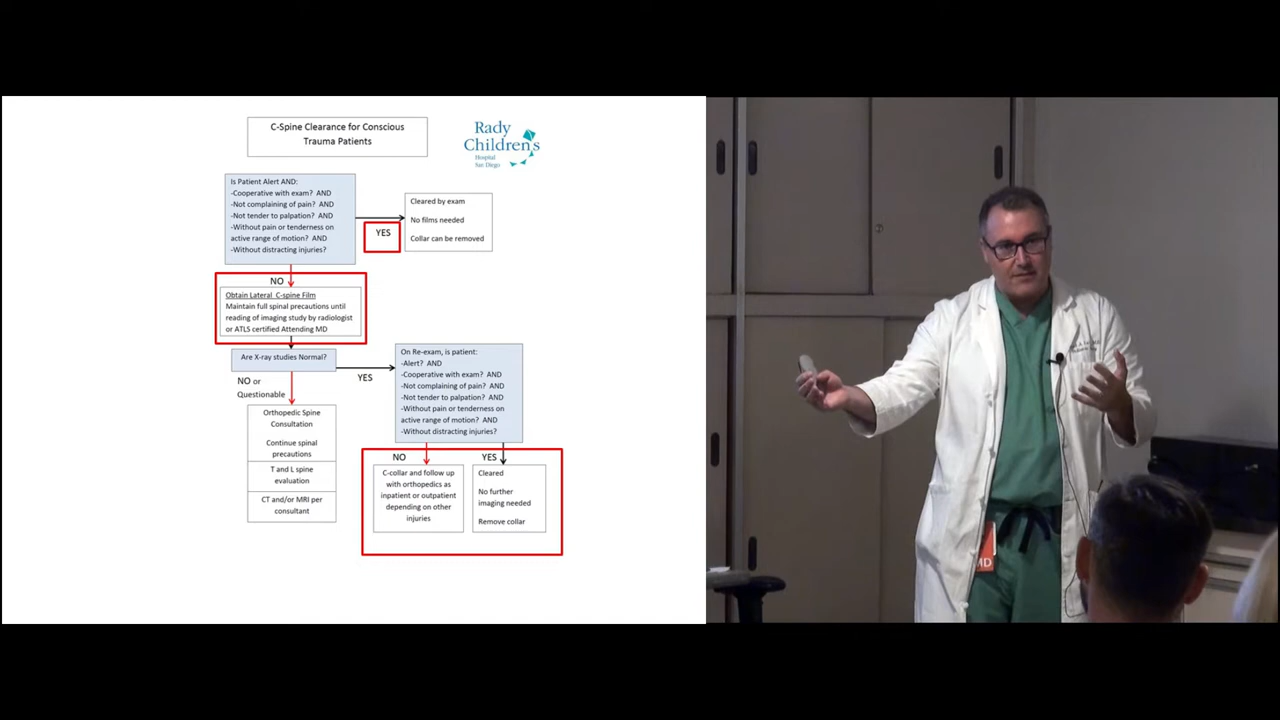 C-Spine Clearance for Conscious
Trauma Patients
Rady
Children's
Hospital
San Diego
Is Patient Alert AND:
-Cooperative with exam? AND
-Not complaining of pain? AND
-Not tender to palpation? AND
-Without pain or tenderness on
active range of motion? AND
-Without distracting injuries?
YES
Cleared by exam
No films needed
Collar can be removed
NO
Obtain Lateral C-spine Film
Maintain full spinal precautions until
reading of imaging study by radiologist
or ATLS certified Attending MD
Are X-ray studies Normal?
YES
NO or
Questionable
Orthopedic Spine
Consultation
Continue spinal
precautions
T and L spine
evaluation
CT and/or MRI per
consultant
On Re-exam, is patient:
-Alert? AND
-Cooperative with exam? AND
-Not complaining of pain? AND
-Not tender to palpation? AND
-Without pain or tenderness on
active range of motion? AND
-Without distracting injuries?
NO
YES
C-collar and follow up
with orthopedics as
inpatient or outpatient
depending on other
injuries
Cleared
No further
imaging needed
Remove collar
MD